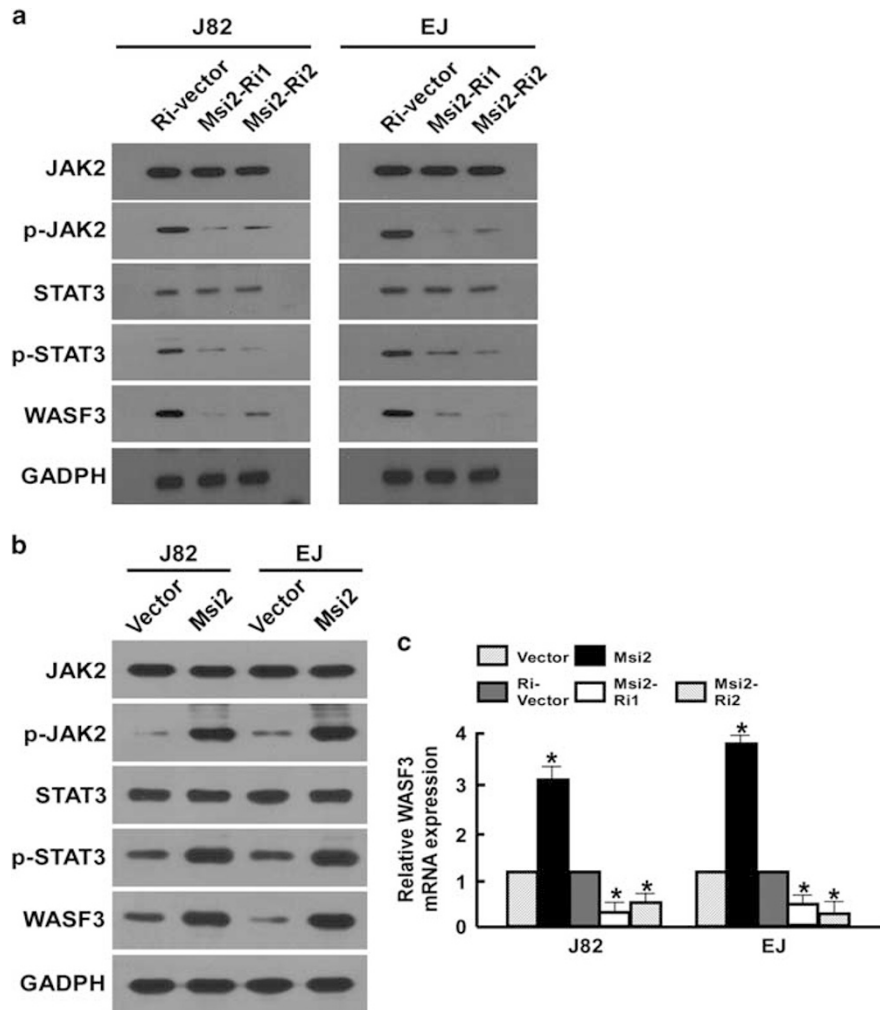 a
J82 EJ
Ri-vector Msi2-Ri1 Msi2-Ri2 Ri-vector Msi2-Ri1 Msi2-Ri2
JAK2
p-JAK2
STAT3
p-STAT3
WASF3
GADPH
b
J82 EJ
Vector Msi2 Vector Msi2
JAK2
p-JAK2
STAT3
p-STAT3
WASF3
GADPH
c
Vector Msi2
Ri-Vector Msi2-Ri1 Msi2-Ri2
Relative WASF3
mRNA expression
4
3
2
1
0
* * * * * *
J82 EJ